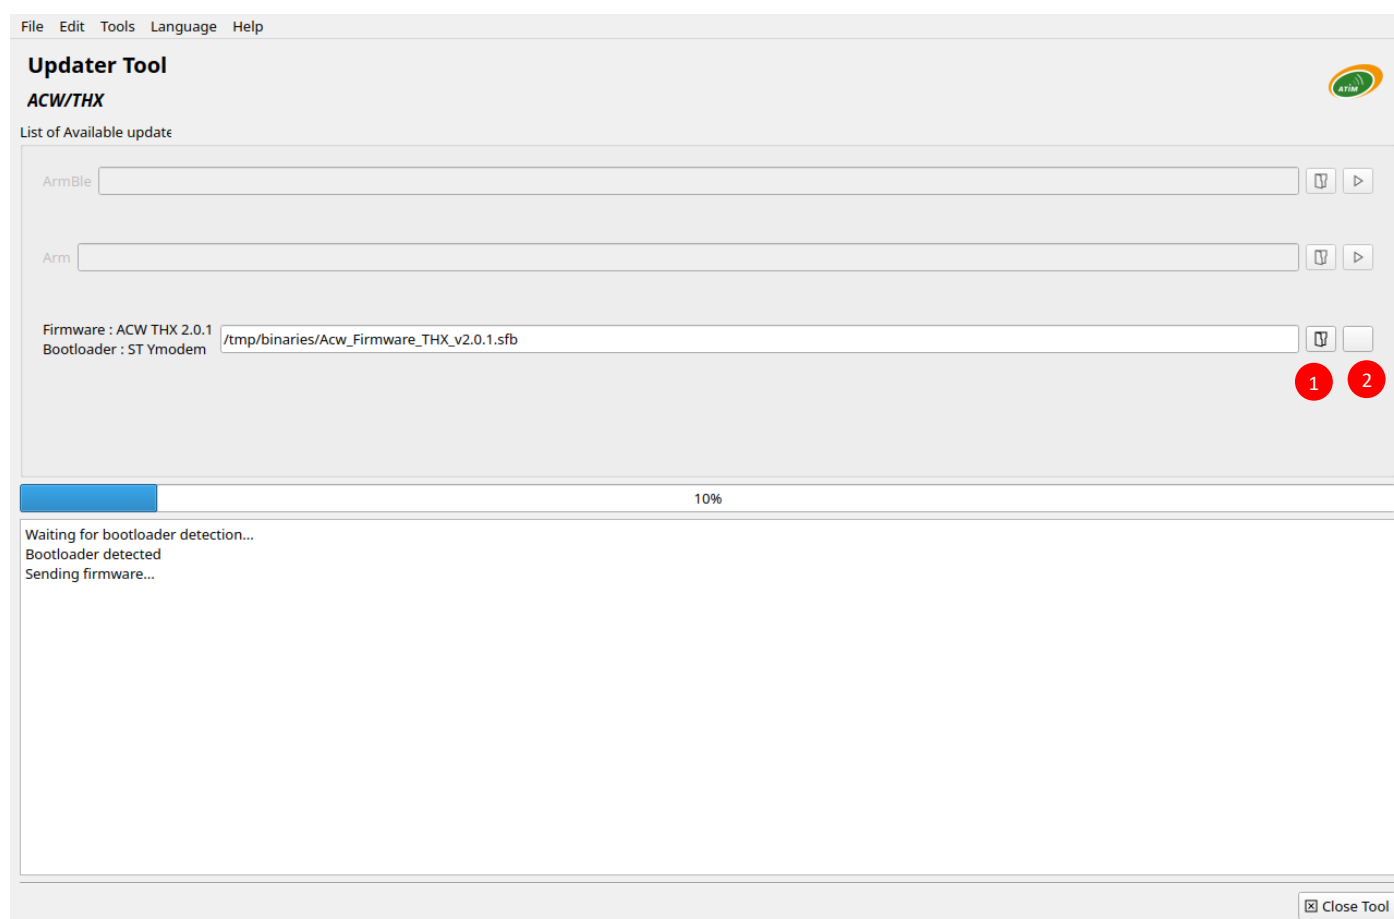 File Edit Tools Language Help
Updater Tool
ACW/THX
ATIM
List of Available update
ArmBle
Arm
Firmware : ACW THX 2.0.1
Bootloader : ST Ymodem
/tmp/binaries/Acw_Firmware_THX_v2.0.1.sfb
1
2
10%
Waiting for bootloader detection...
Bootloader detected
Sending firmware...
Close Tool